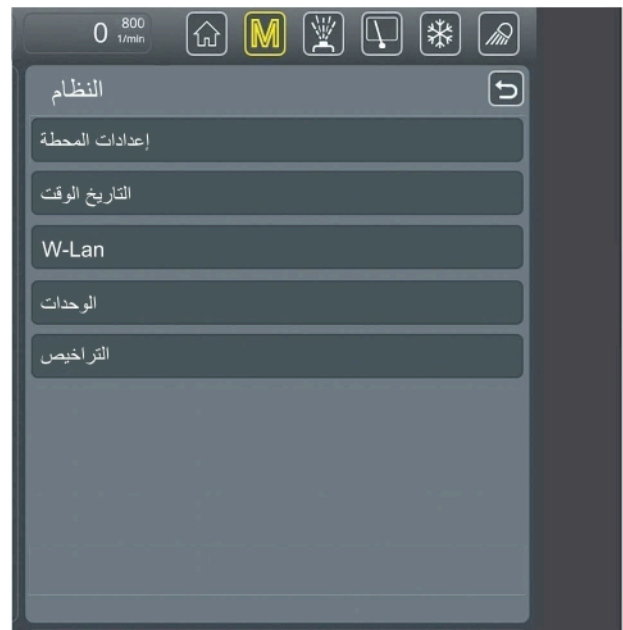 0 800
1/min
M
النظام
إعدادات المحطة
التاريخ الوقت
W-Lan
الوحدات
التراخيص